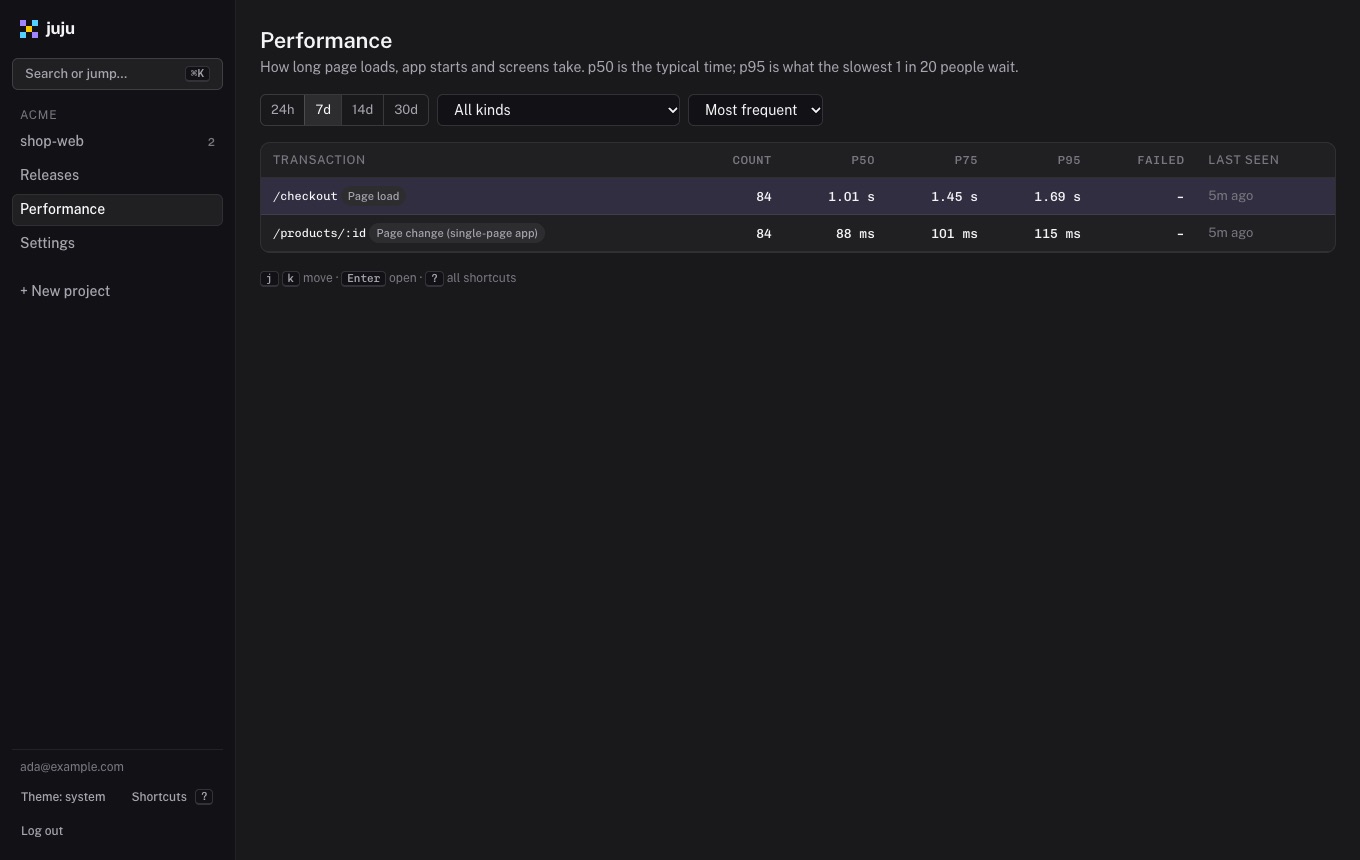 juju
Search or jump... ⌘K
ACME
shop-web 2
Releases
Performance
Settings
+ New project
ada@example.com
Theme: system Shortcuts ?
Log out
Performance
How long page loads, app starts and screens take. p50 is the typical time; p95 is what the slowest 1 in 20 people wait.
24h 7d 14d 30d All kinds Most frequent
TRANSACTION COUNT P50 P75 P95 FAILED LAST SEEN
/checkout Page load 84 1.01 s 1.45 s 1.69 s – 5m ago
/products/:id Page change (single-page app) 84 88 ms 101 ms 115 ms – 5m ago
j k move · Enter open · ? all shortcuts